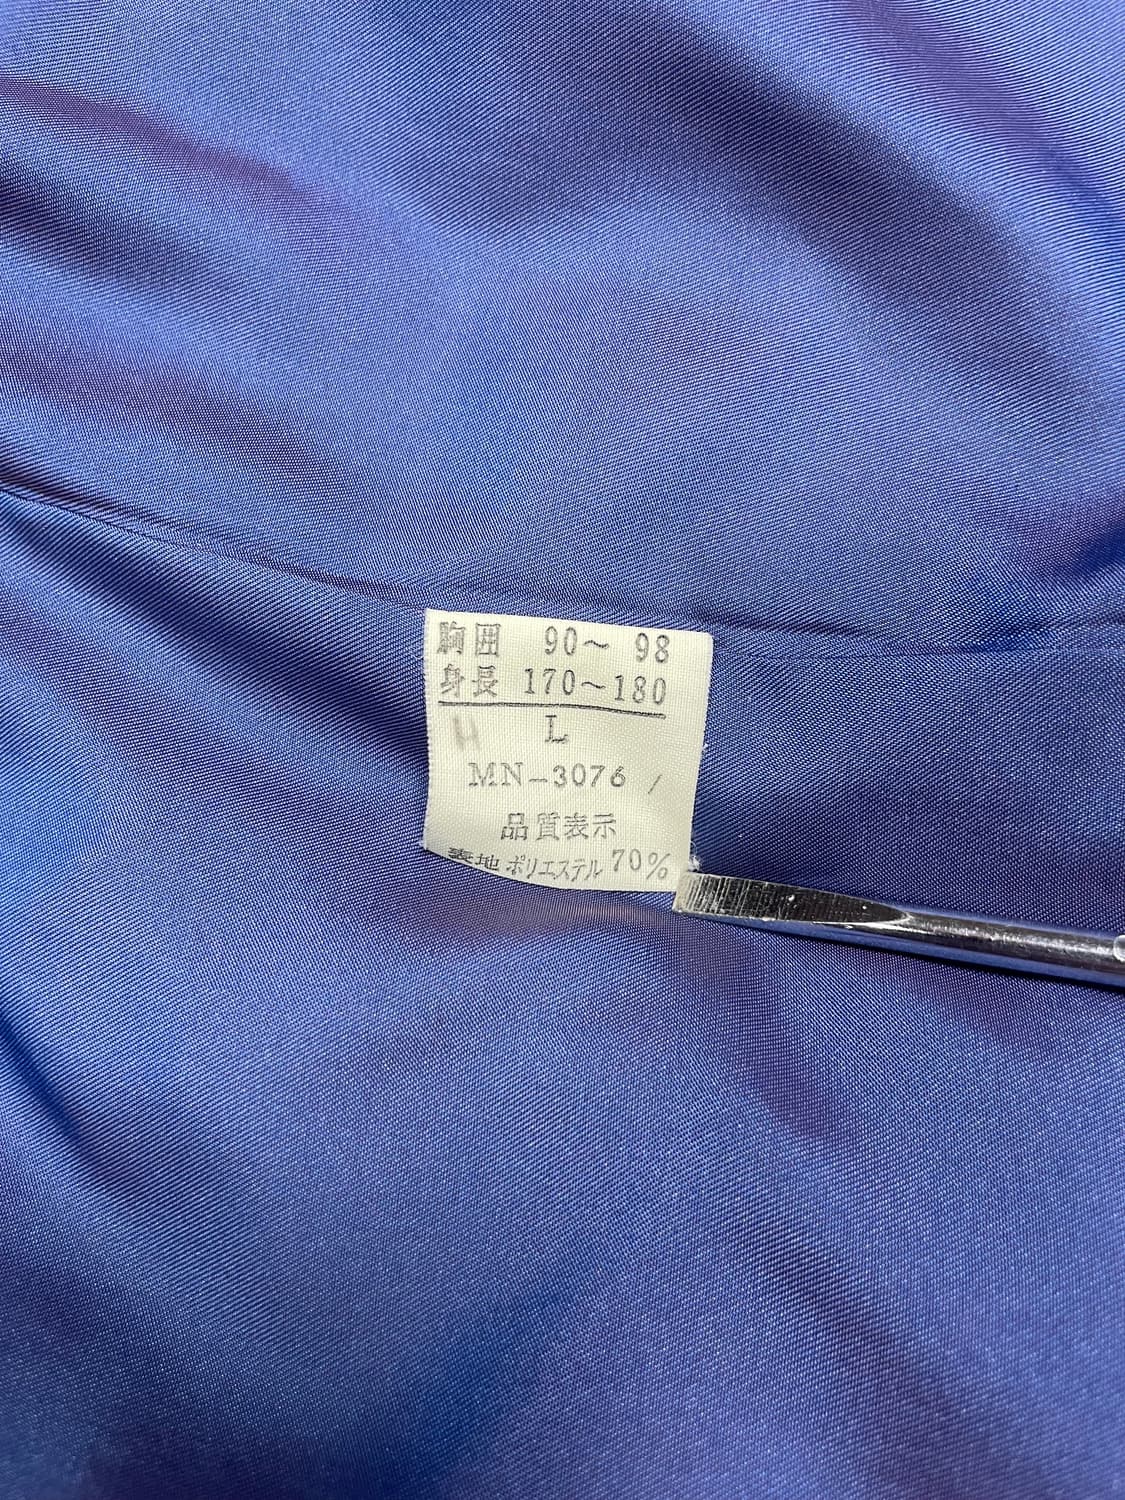 胸囲 90～98
身長 170～180
L
MN-3076 /
品質表示
表地 ポリエステル 70%